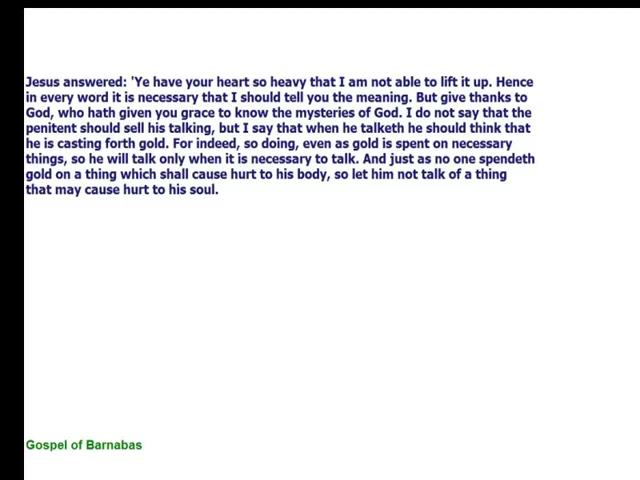 Jesus answered: 'Ye have your heart so heavy that I am not able to lift it up. Hence
in every word it is necessary that I should tell you the meaning. But give thanks to
God, who hath given you grace to know the mysteries of God. I do not say that the
penitent should sell his talking, but I say that when he talketh he should think that
he is casting forth gold. For indeed, so doing, even as gold is spent on necessary
things, so he will talk only when it is necessary to talk. And just as no one spendeth
gold on a thing which shall cause hurt to his body, so let him not talk of a thing
that may cause hurt to his soul.
Gospel of Barnabas